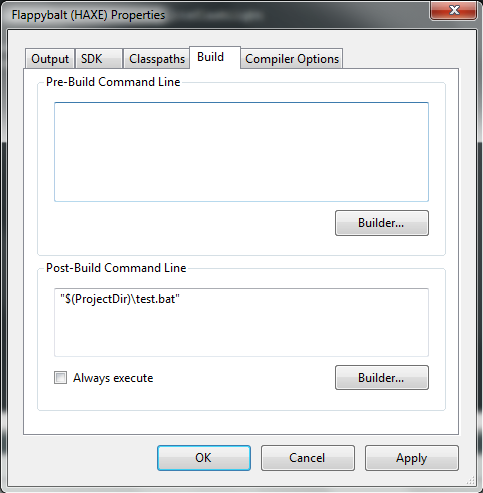 Flappybalt (HAXE) Properties
Output SDK Classpaths Build Compiler Options
Pre-Build Command Line
Builder...
Post-Build Command Line
"$(ProjectDir)\test.bat"
Always execute Builder...
OK Cancel Apply